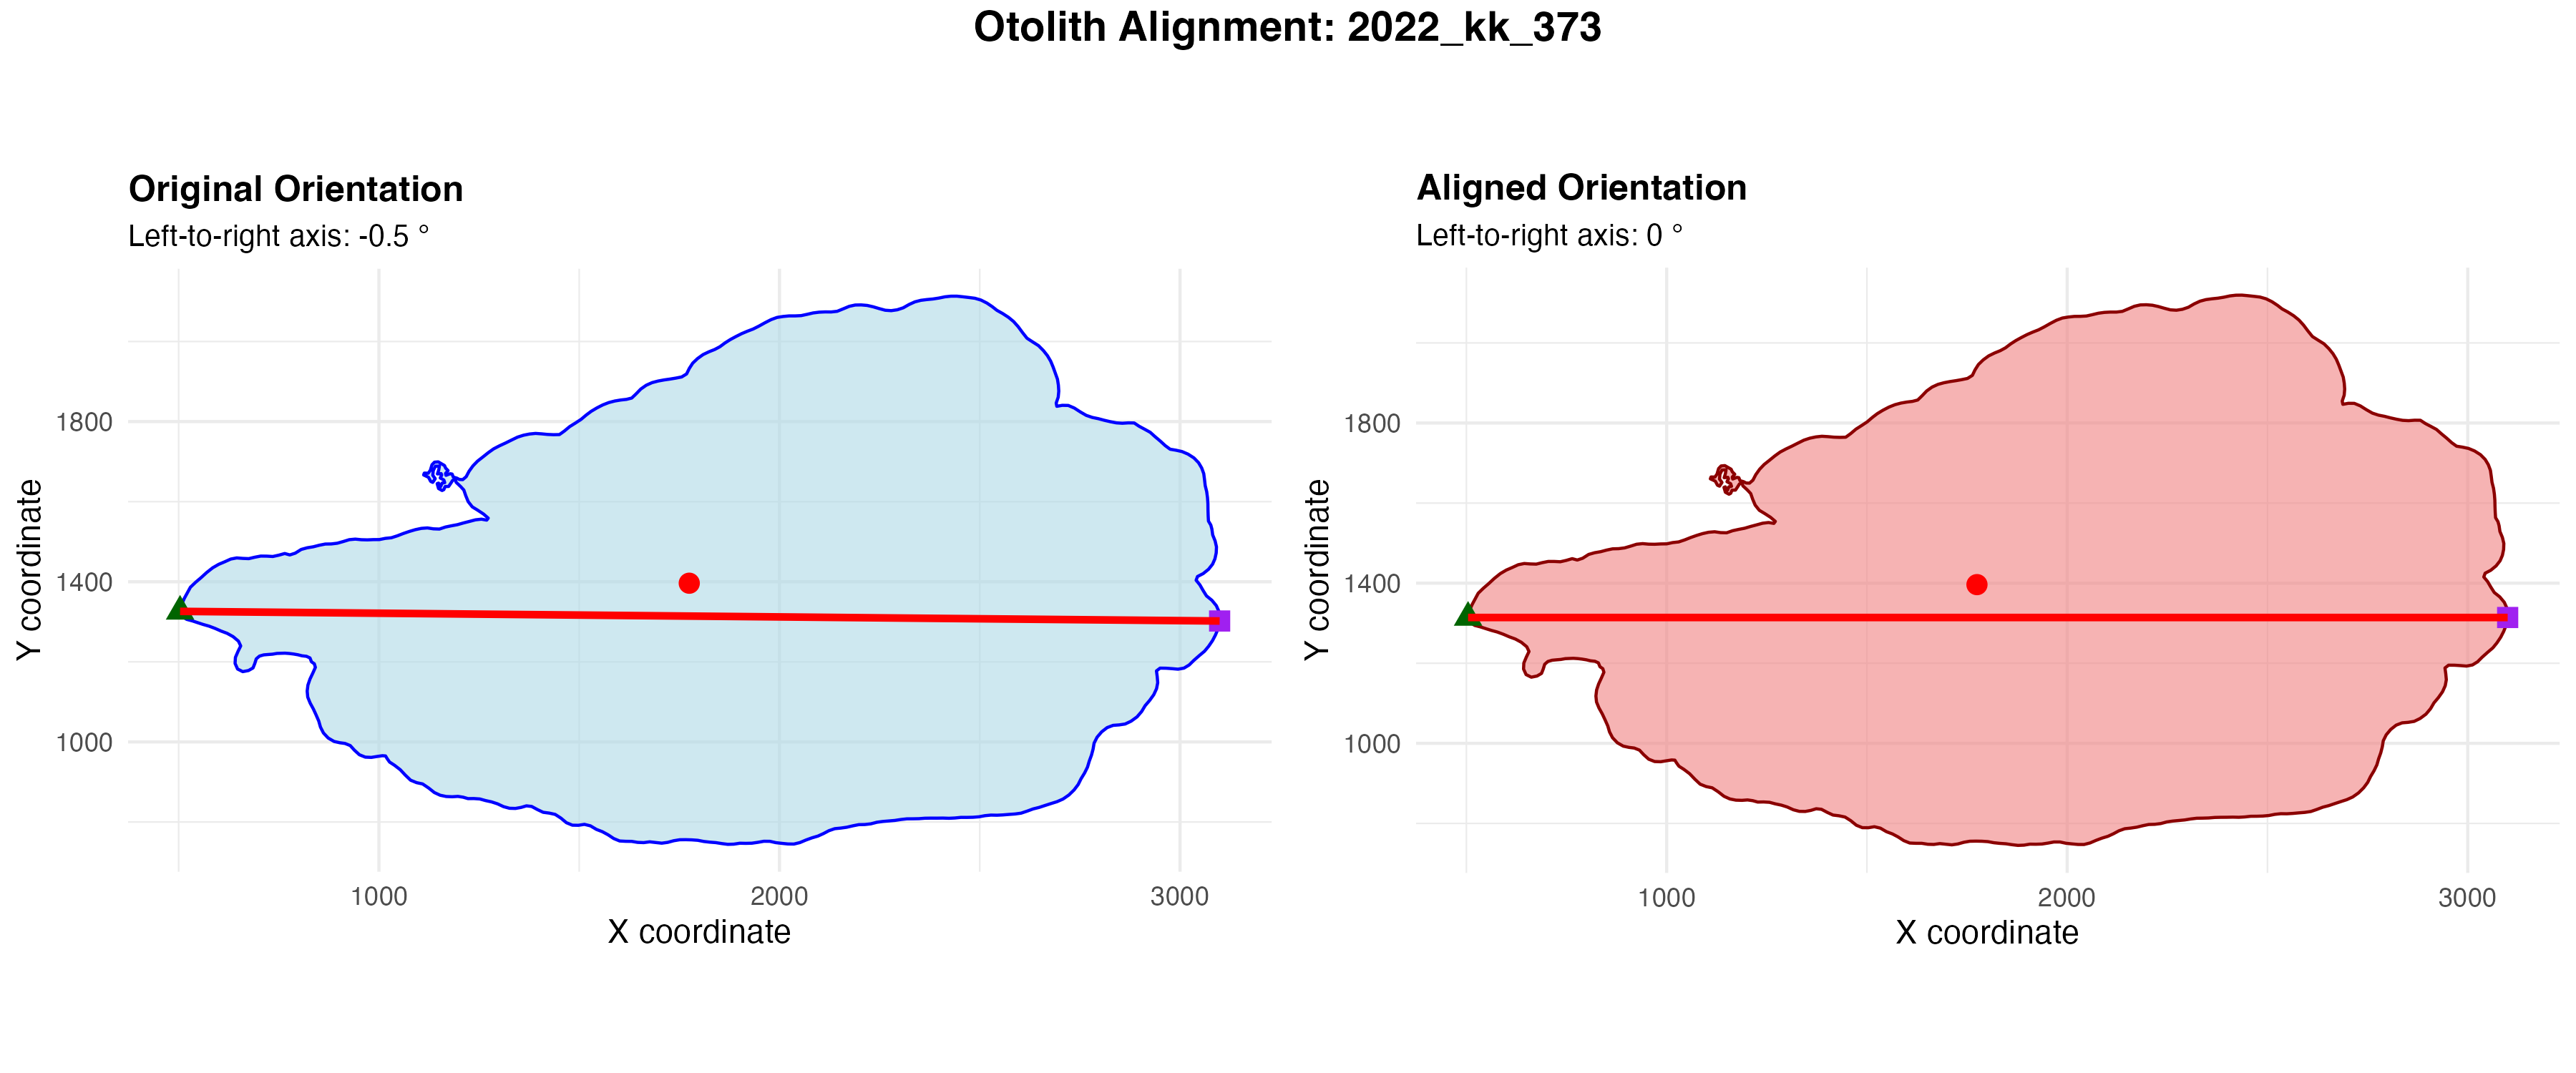 Otolith Alignment: 2022_kk_373
Original Orientation
Left-to-right axis: -0.5 °
Y coordinate
1800
1400
1000
1000
2000
3000
X coordinate
Aligned Orientation
Left-to-right axis: 0 °
Y coordinate
1800
1400
1000
1000
2000
3000
X coordinate